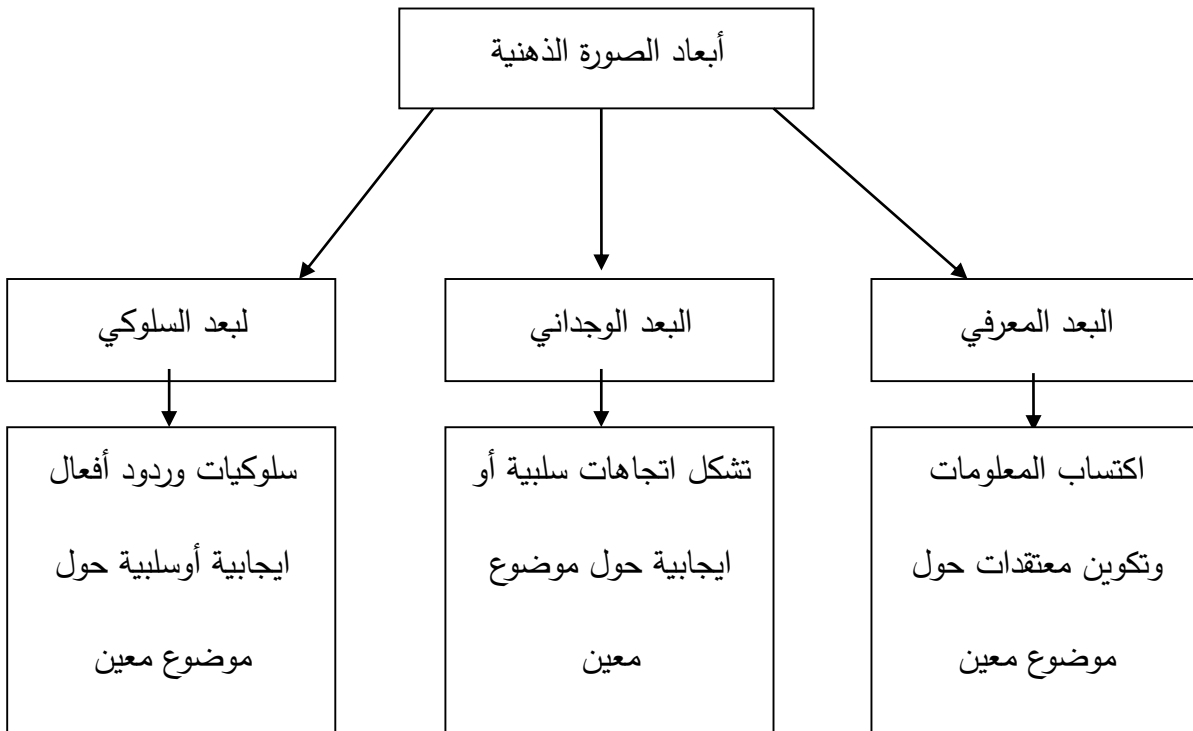 أبعاد الصورة الذهنية
البعد المعرفي
البعد الوجداني
لبعد السلوكي
اكتساب المعلومات
وتكوين معتقدات حول
موضوع معين
تشكل اتجاهات سلبية أو
ايجابية حول موضوع
معين
سلوكيات وردود أفعال
ايجابية أوسلبية حول
موضوع معين